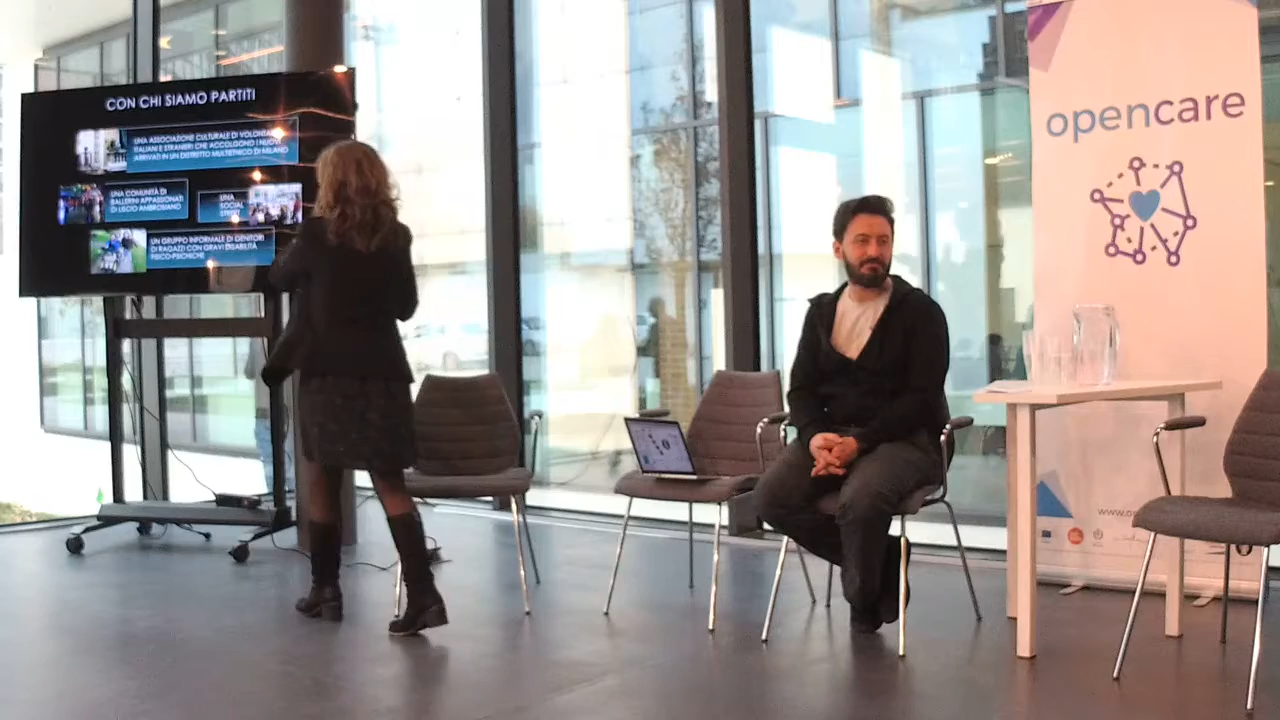 CON CHI SIAMO PARTITI
UNA ASSOCIAZIONE CULTURALE DI VOLONTARI
ITALIANI E STRANIERI CHE ACCOLGONO I NUOVI
ARRIVATI IN UN DISTRETTO MULTIETNICO DI MILANO
UNA COMUNITÀ DI
BALLERINI APPASSIONATI
DI LISCIO AMBROSIANO
UNA
SOCIAL
STREET
UN GRUPPO INFORMALE DI GENITORI
DI RAGAZZI CON GRAVI DISABILITÀ
FISICO-PSICHICHE
opencare
www.o